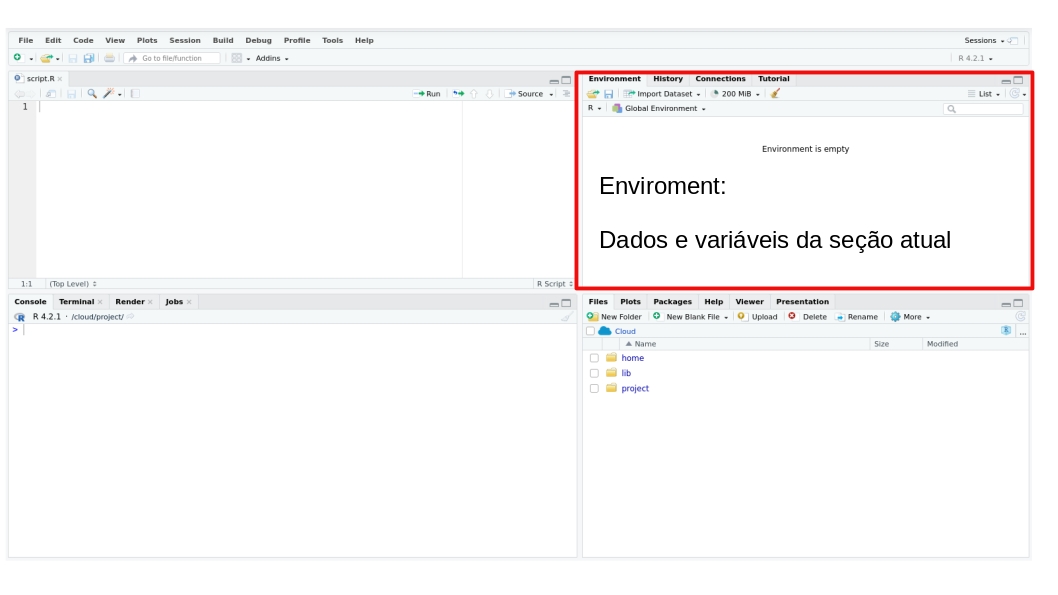 File Edit Code View Plots Session Build Debug Profile Tools Help Sessions
Go to file/function Addins R 4.2.1
script.R
Run Source
1
1:1 (Top Level) R Script
Environment History Connections Tutorial
Import Dataset 200 MiB List
R Global Environment
Environment is empty
Enviroment:
Dados e variáveis da seção atual
Console Terminal Render Jobs
R 4.2.1 · /cloud/project/
>
Files Plots Packages Help Viewer Presentation
New Folder New Blank File Upload Delete Rename More
Cloud ...
Name Size Modified
home
lib
project